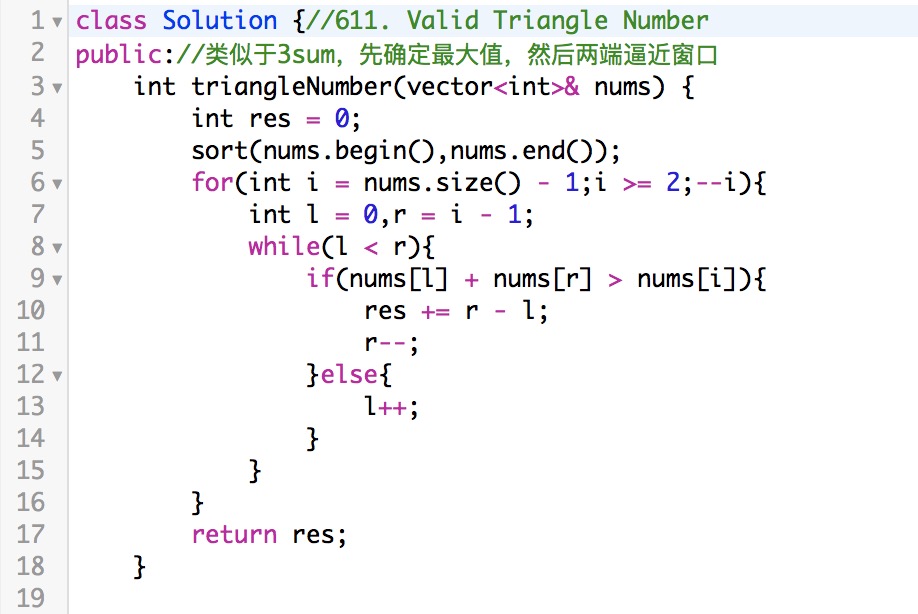 1 class Solution {//611. Valid Triangle Number
2 public://类似于3sum，先确定最大值，然后两端逼近窗口
3     int triangleNumber(vector<int>& nums) {
4         int res = 0;
5         sort(nums.begin(),nums.end());
6         for(int i = nums.size() - 1;i >= 2;--i){
7             int l = 0,r = i - 1;
8             while(l < r){
9                 if(nums[l] + nums[r] > nums[i]){
10                     res += r - l;
11                     r--;
12                 }else{
13                     l++;
14                 }
15             }
16         }
17         return res;
18     }
19